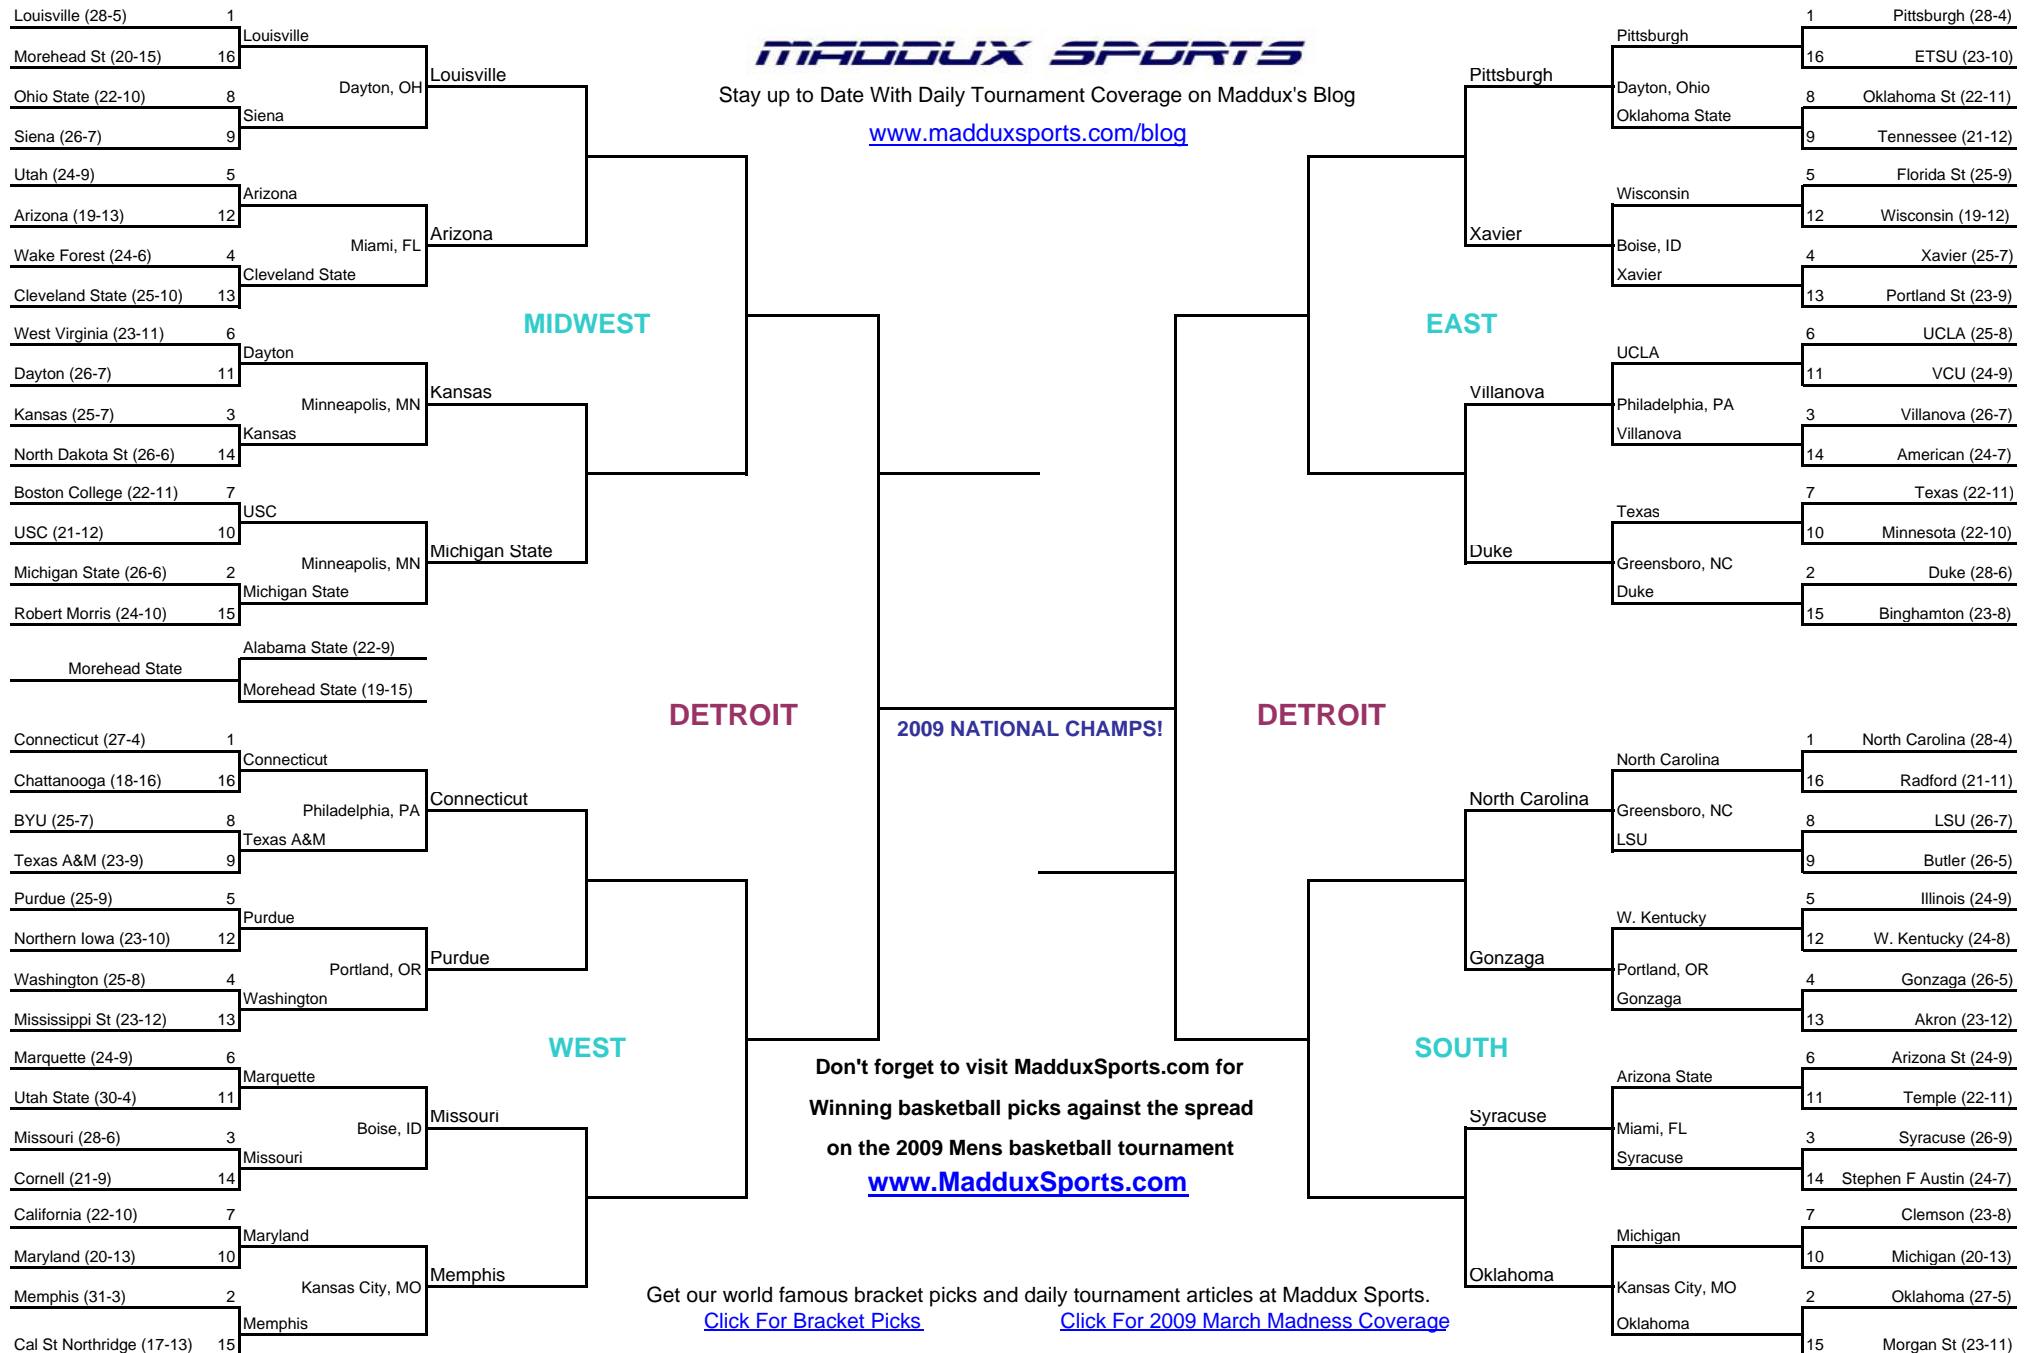 MADDUX SPORTS
Stay up to Date With Daily Tournament Coverage on Maddux's Blog
www.madduxsports.com/blog
Louisville (28-5) 1
Louisville
Morehead St (20-15) 16
Dayton, OH
Louisville
Ohio State (22-10) 8
Siena
Siena (26-7) 9
Utah (24-9) 5
Arizona
Arizona (19-13) 12
Miami, FL
Arizona
Wake Forest (24-6) 4
Cleveland State
Cleveland State (25-10) 13
MIDWEST
West Virginia (23-11) 6
Dayton
Dayton (26-7) 11
Minneapolis, MN
Kansas
Kansas (25-7) 3
Kansas
North Dakota St (26-6) 14
Boston College (22-11) 7
USC
USC (21-12) 10
Minneapolis, MN
Michigan State
Michigan State (26-6) 2
Michigan State
Robert Morris (24-10) 15
Alabama State (22-9)
Morehead State
Morehead State (19-15)
DETROIT
2009 NATIONAL CHAMPS!
DETROIT
Connecticut (27-4) 1
Connecticut
Chattanooga (18-16) 16
Philadelphia, PA
Connecticut
BYU (25-7) 8
Texas A&M
Texas A&M (23-9) 9
Purdue (25-9) 5
Purdue
Northern Iowa (23-10) 12
Portland, OR
Purdue
Washington (25-8) 4
Washington
Mississippi St (23-12) 13
WEST
Marquette (24-9) 6
Marquette
Utah State (30-4) 11
Boise, ID
Missouri
Missouri (28-6) 3
Missouri
Cornell (21-9) 14
California (22-10) 7
Maryland
Maryland (20-13) 10
Kansas City, MO
Memphis
Memphis (31-3) 2
Memphis
Cal St Northridge (17-13) 15
1 Pittsburgh (28-4)
Pittsburgh
16 ETSU (23-10)
Pittsburgh
Dayton, Ohio
8 Oklahoma St (22-11)
Oklahoma State
9 Tennessee (21-12)
5 Florida St (25-9)
Wisconsin
12 Wisconsin (19-12)
Xavier
Boise, ID
4 Xavier (25-7)
Xavier
13 Portland St (23-9)
EAST
6 UCLA (25-8)
UCLA
11 VCU (24-9)
Villanova
Philadelphia, PA
3 Villanova (26-7)
Villanova
14 American (24-7)
7 Texas (22-11)
Texas
10 Minnesota (22-10)
Duke
Greensboro, NC
2 Duke (28-6)
Duke
15 Binghamton (23-8)
1 North Carolina (28-4)
North Carolina
16 Radford (21-11)
North Carolina
Greensboro, NC
8 LSU (26-7)
LSU
9 Butler (26-5)
5 Illinois (24-9)
W. Kentucky
12 W. Kentucky (24-8)
Gonzaga
Portland, OR
4 Gonzaga (26-5)
Gonzaga
13 Akron (23-12)
SOUTH
6 Arizona St (24-9)
Arizona State
11 Temple (22-11)
Syracuse
Miami, FL
3 Syracuse (26-9)
Syracuse
14 Stephen F Austin (24-7)
7 Clemson (23-8)
Michigan
10 Michigan (20-13)
Oklahoma
Kansas City, MO
2 Oklahoma (27-5)
Oklahoma
15 Morgan St (23-11)
Don't forget to visit MadduxSports.com for
Winning basketball picks against the spread
on the 2009 Mens basketball tournament
www.MadduxSports.com
Get our world famous bracket picks and daily tournament articles at Maddux Sports.
Click For Bracket Picks Click For 2009 March Madness Coverage